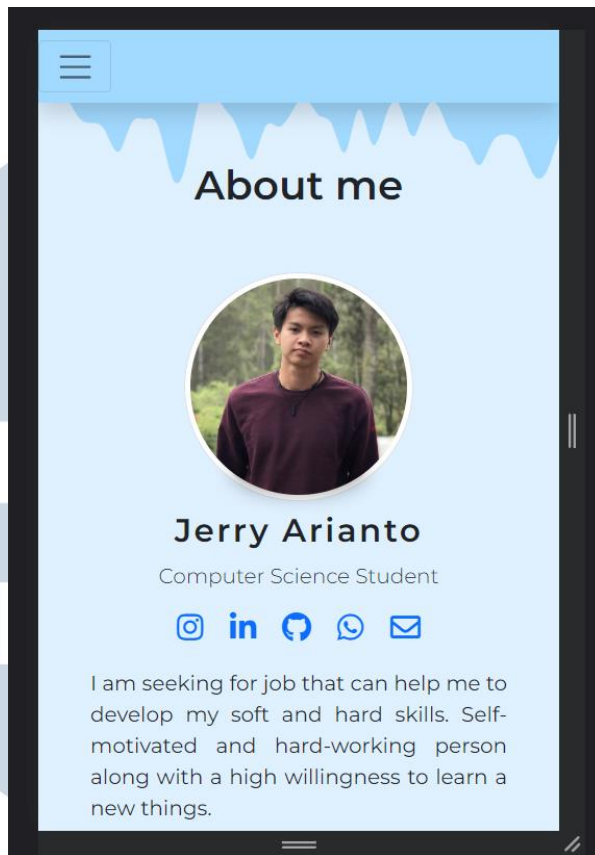 About me
Jerry Arianto
Computer Science Student
I am seeking for job that can help me to
develop my soft and hard skills. Self-
motivated and hard-working person
along with a high willingness to learn a
new things.